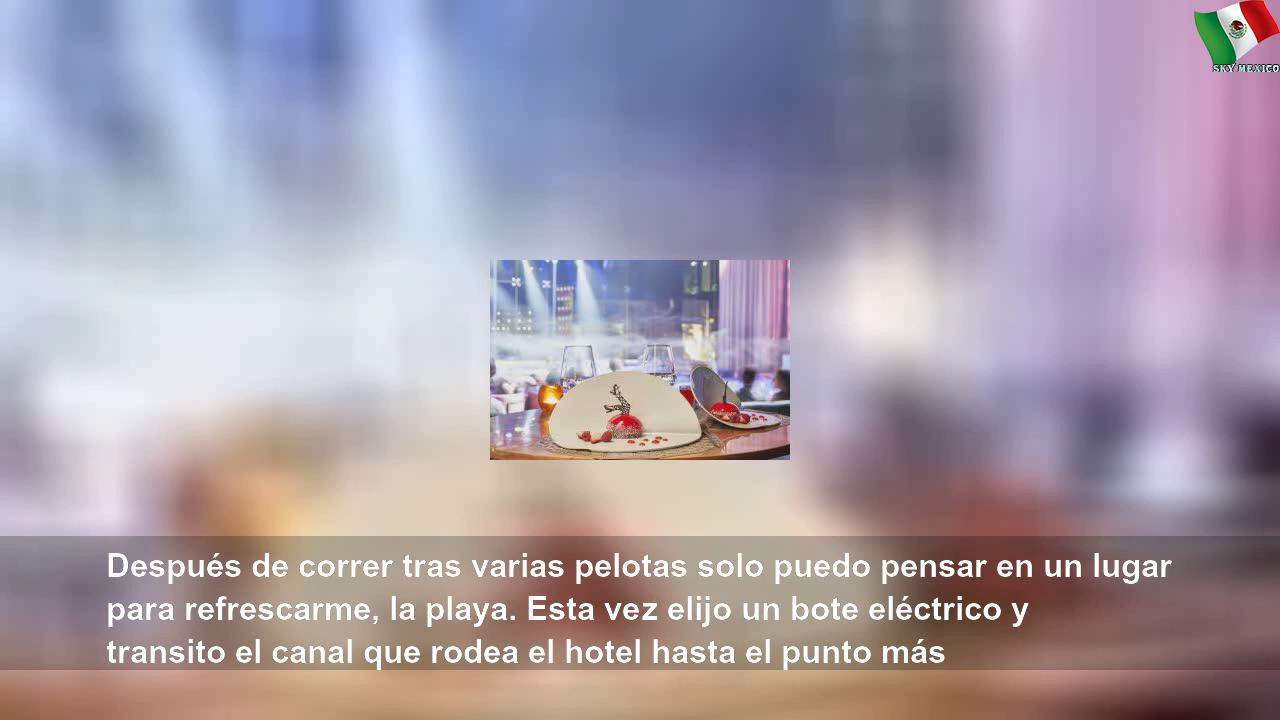 SKY MEXICO
Después de correr tras varias pelotas solo puedo pensar en un lugar
para refrescarme, la playa. Esta vez elijo un bote eléctrico y
transito el canal que rodea el hotel hasta el punto más